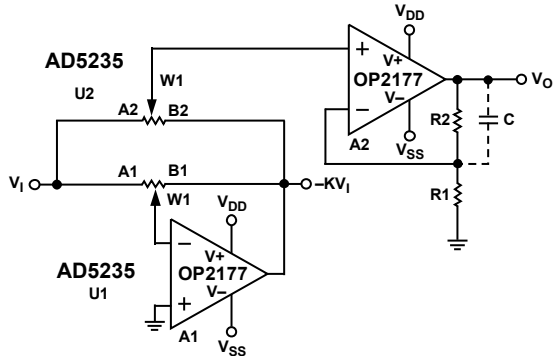 V_DD
AD5235
U2
W1
+
V+
OP2177
V_O
A2 B2
−
V−
R2
C
A2
V_SS
V_I
A1 B1
−KV_I
W1
V_DD
R1
−
V+
AD5235
OP2177
U1
+
V−
A1
V_SS